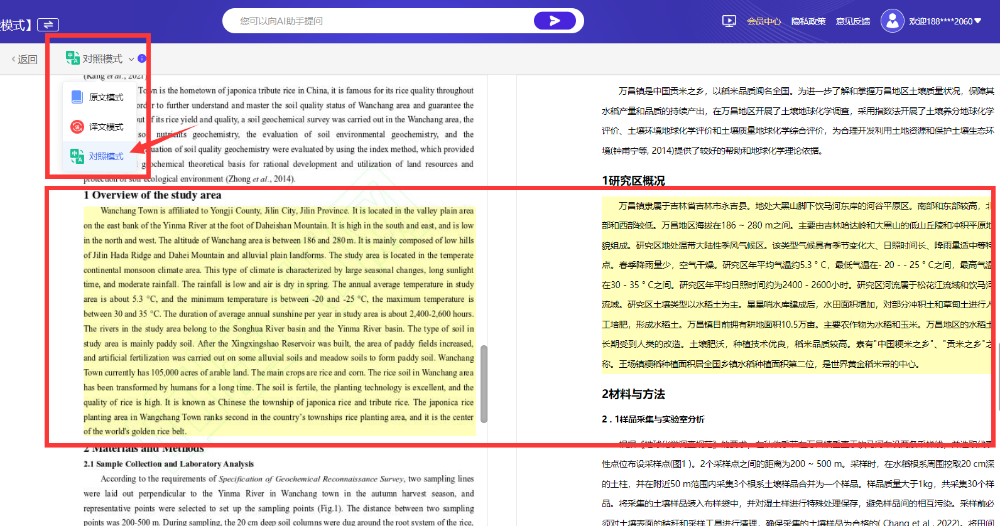 模式】
您可以向AI助手提问
会员中心
隐私政策
意见反馈
欢迎188****2060
返回
对照模式
原文模式
译文模式
对照模式
(Kang et al., 2021)
Town is the hometown of japonica tribute rice in China, it is famous for its rice quality throughout
order to further understand and master the soil quality status of Wanchang area and guarantee the
out f its rice yield and quality, a soil geochemical survey was carried out in the Wanchang area, the
soil nutrients geochemistry, the evaluation of soil environmental geochemistry, and the
uation of soil quality geochemistry were evaluated by using the index method, which provided
geochemical theoretical basis for rational development and utilization of land resources and
protection of soil ecological environment (Zhong et al., 2014).
1 Overview of the study area
Wanchang Town is affiliated to Yongji County, Jilin City, Jilin Province. It is located in the valley plain area
on the east bank of the Yinma River at the foot of Daheishan Mountain. It is high in the south and east, and is low
in the north and west. The altitude of Wanchang area is between 186 and 280 m. It is mainly composed of low hills
of Jilin Hada Ridge and Dahei Mountain and alluvial plain landforms. The study area is located in the temperate
continental monsoon climate area. This type of climate is characterized by large seasonal changes, long sunlight
time, and moderate rainfall. The rainfall is low and air is dry in spring. The annual average temperature in study
area is about 5.3 °C, and the minimum temperature is between -20 and -25 °C, the maximum temperature is
between 30 and 35 °C. The duration of average annual sunshine per year in study area is about 2,400-2,600 hours.
The rivers in the study area belong to the Songhua River basin and the Yinma River basin. The type of soil in
study area is mainly paddy soil. After the Xingxingshao Reservoir was built, the area of paddy fields increased,
and artificial fertilization was carried out on some alluvial soils and meadow soils to form paddy soil. Wanchang
Town currently has 105,000 acres of arable land. The main crops are rice and corn. The rice soil in Wanchang area
has been transformed by humans for a long time. The soil is fertile, the planting technology is excellent, and the
quality of rice is high. It is known as Chinese the township of japonica rice and tribute rice. The japonica rice
planting area in Wangchang Town ranks second in the country's townships rice planting area, and it is the center
of the world's golden rice belt.
2 Materials and Methods
2.1 Sample Collection and Laboratory Analysis
According to the requirements of Specification of Geochemical Reconnaissance Survey, two sampling lines
were laid out perpendicular to the Yinma River in Wanchang town in the autumn harvest season, and
representative points were selected to set up the sampling points (Fig.1). The distance between two sampling
points was 200-500 m. During sampling, the 20 cm deep soil columns were dug around the root system of the rice,
万昌镇是中国贡米之乡，以稻米品质闻名全国。为进一步了解和掌握万昌地区土壤质量状况，保障其
水稻产量和品质的持续产出，在万昌地区开展了土壤地球化学调查，采用指数法开展了土壤养分地球化学
评价、土壤环境地球化学评价和土壤质量地球化学综合评价，为合理开发利用土地资源和保护土壤生态环
境(钟甫宁等, 2014)提供了较好的帮助和地球化学理论依据。
1研究区概况
万昌镇隶属于吉林省吉林市永吉县。地处大黑山脚下饮马河东岸的河谷平原区。南部和东部较高，北
部和西部较低。万昌地区海拔在186 ~ 280 m之间。主要由吉林哈达岭和大黑山的低山丘陵和冲积平原地
貌组成。研究区地处温带大陆性季风气候区。该类型气候具有季节变化大、日照时间长、降雨量适中等特
点。春季降雨量少，空气干燥。研究区年平均气温约5.3 ° C，最低气温在- 20 - - 25 ° C之间，最高气温
在30 - 35 ° C之间。研究区年平均日照时间约为2400 - 2600小时。研究区河流属于松花江流域和饮马河
流域。研究区土壤类型以水稻土为主。星星哨水库建成后，水田面积增加，对部分冲积土和草甸土进行人
工培肥，形成水稻土。万昌镇目前拥有耕地面积10.5万亩。主要农作物为水稻和玉米。万昌地区的水稻土
长期受到人类的改造。土壤肥沃，种植技术优良，稻米品质较高。素有"中国粳米之乡"、"贡米之乡"之
称。王场镇粳稻种植面积居全国乡镇水稻种植面积第二位，是世界黄金稻米带的中心。
2材料与方法
2 . 1样品采集与实验室分析
根据《地球化学调查规范》的要求，在秋收季节在万昌镇垂直于饮马河布设两条采样线，并选取代表
性点位布设采样点(图1 )。2个采样点之间的距离为200 ~ 500 m。采样时，在水稻根系周围挖取20 cm深
的土柱，并在附近50 m范围内采集3个根系土壤样品合并为一个样品。样品质量大于1kg，共采集30个样
品。将采集的土壤样品装入布样袋中，并对湿土样进行特殊处理保存，避免样品间的相互污染。采样前必
须对土壤表面的秸秆和采样工具进行清理，确保采集的土壤样品为合格的( Chang et al., 2022)。将田间